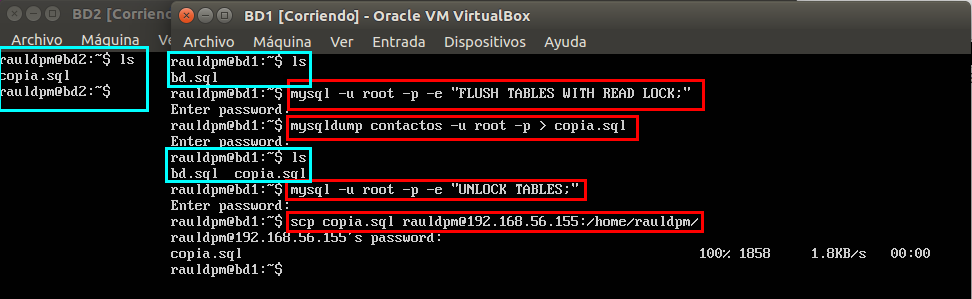 BD2 [Corriendo]
Archivo Máquina Ve
rauldpm@bd2:~$ ls
copia.sql
rauldpm@bd2:~$
BD1 [Corriendo] - Oracle VM VirtualBox
Archivo Máquina Ver Entrada Dispositivos Ayuda
rauldpm@bd1:~$ ls
bd.sql
rauldpm@bd1:~$ mysql -u root -p -e "FLUSH TABLES WITH READ LOCK;"
Enter password:
rauldpm@bd1:~$ mysqldump contactos -u root -p > copia.sql
Enter password:
rauldpm@bd1:~$ ls
bd.sql copia.sql
rauldpm@bd1:~$ mysql -u root -p -e "UNLOCK TABLES;"
Enter password:
rauldpm@bd1:~$ scp copia.sql rauldpm@192.168.56.155:/home/rauldpm/
rauldpm@192.168.56.155's password:
copia.sql 100% 1858 1.8KB/s 00:00
rauldpm@bd1:~$